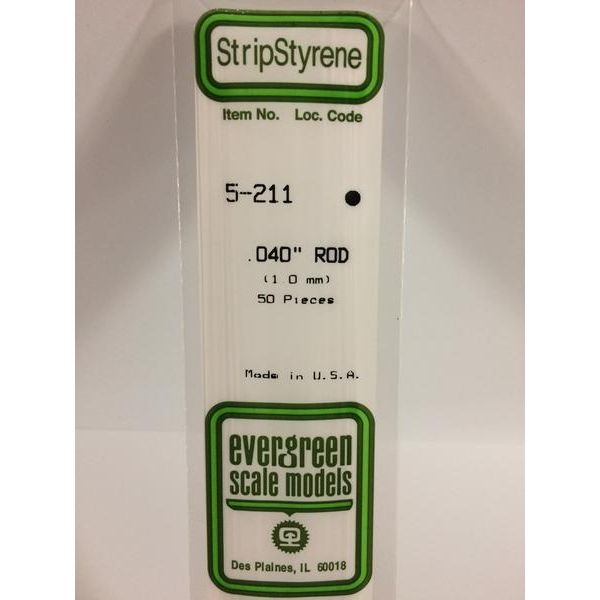 StripStyrene
Item No. Loc. Code
5-211
.040" ROD
(1.0 mm)
50 Pieces
Made in U.S.A.
evergreen
scale models
Des Plaines, IL 60018